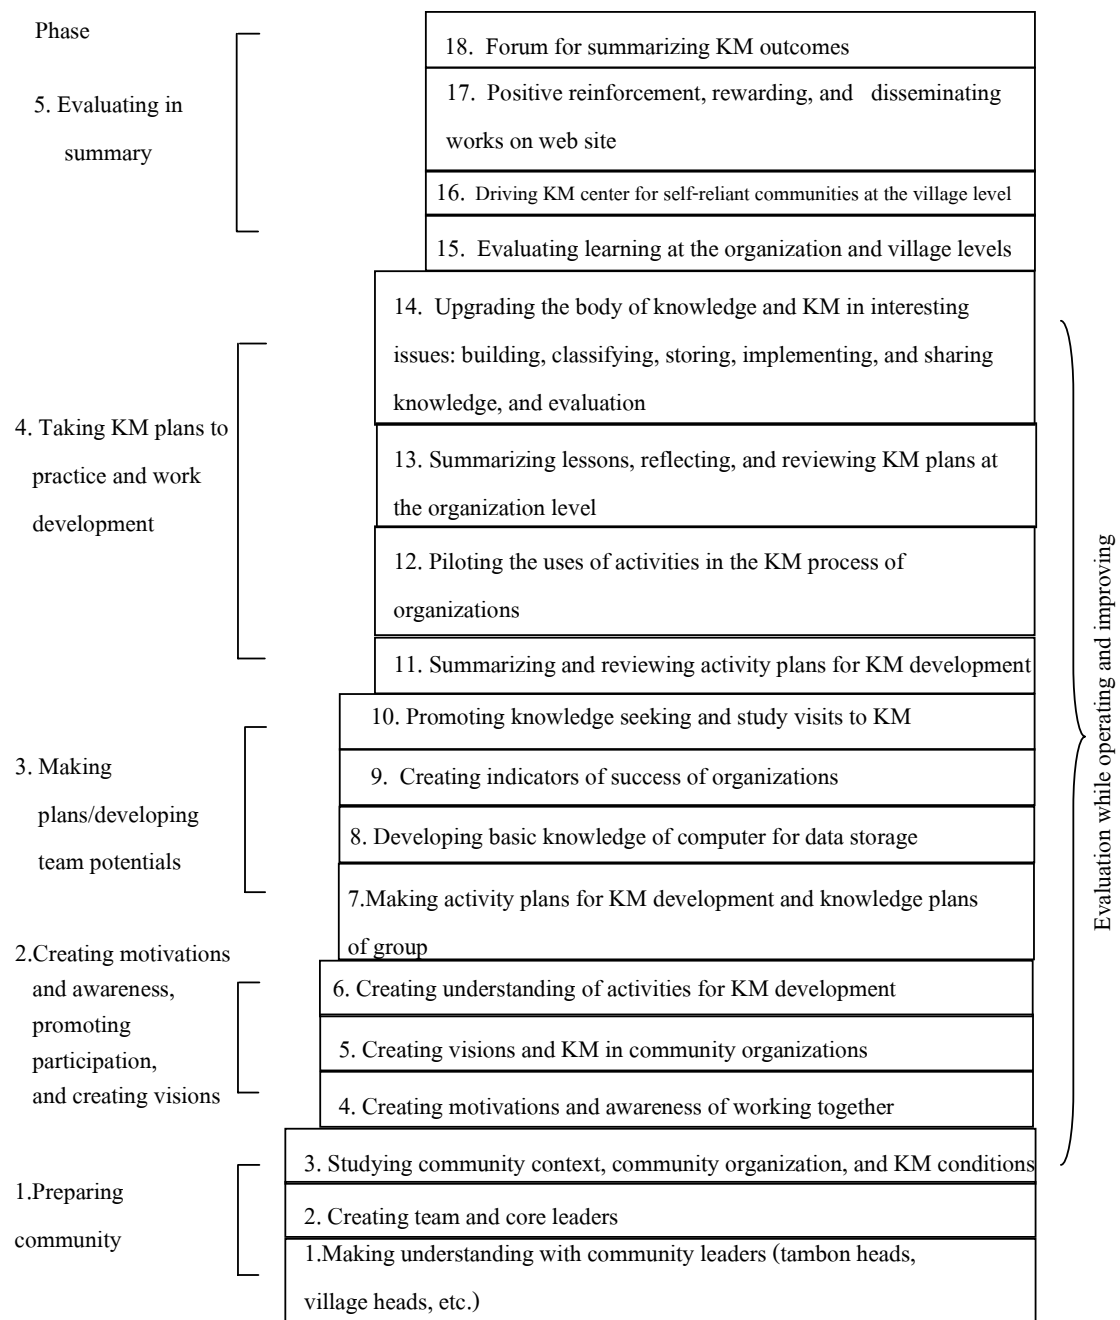 Phase
5. Evaluating in
summary
4. Taking KM plans to
practice and work
development
3. Making
plans/developing
team potentials
2.Creating motivations
and awareness,
promoting
participation,
and creating visions
1.Preparing
community
18. Forum for summarizing KM outcomes
17. Positive reinforcement, rewarding, and disseminating
works on web site
16. Driving KM center for self-reliant communities at the village level
15. Evaluating learning at the organization and village levels
14. Upgrading the body of knowledge and KM in interesting
issues: building, classifying, storing, implementing, and sharing
knowledge, and evaluation
13. Summarizing lessons, reflecting, and reviewing KM plans at
the organization level
12. Piloting the uses of activities in the KM process of
organizations
11. Summarizing and reviewing activity plans for KM development
10. Promoting knowledge seeking and study visits to KM
9. Creating indicators of success of organizations
8. Developing basic knowledge of computer for data storage
7.Making activity plans for KM development and knowledge plans
of group
6. Creating understanding of activities for KM development
5. Creating visions and KM in community organizations
4. Creating motivations and awareness of working together
3. Studying community context, community organization, and KM conditions
2. Creating team and core leaders
1.Making understanding with community leaders (tambon heads,
village heads, etc.)
Evaluation while operating and improving